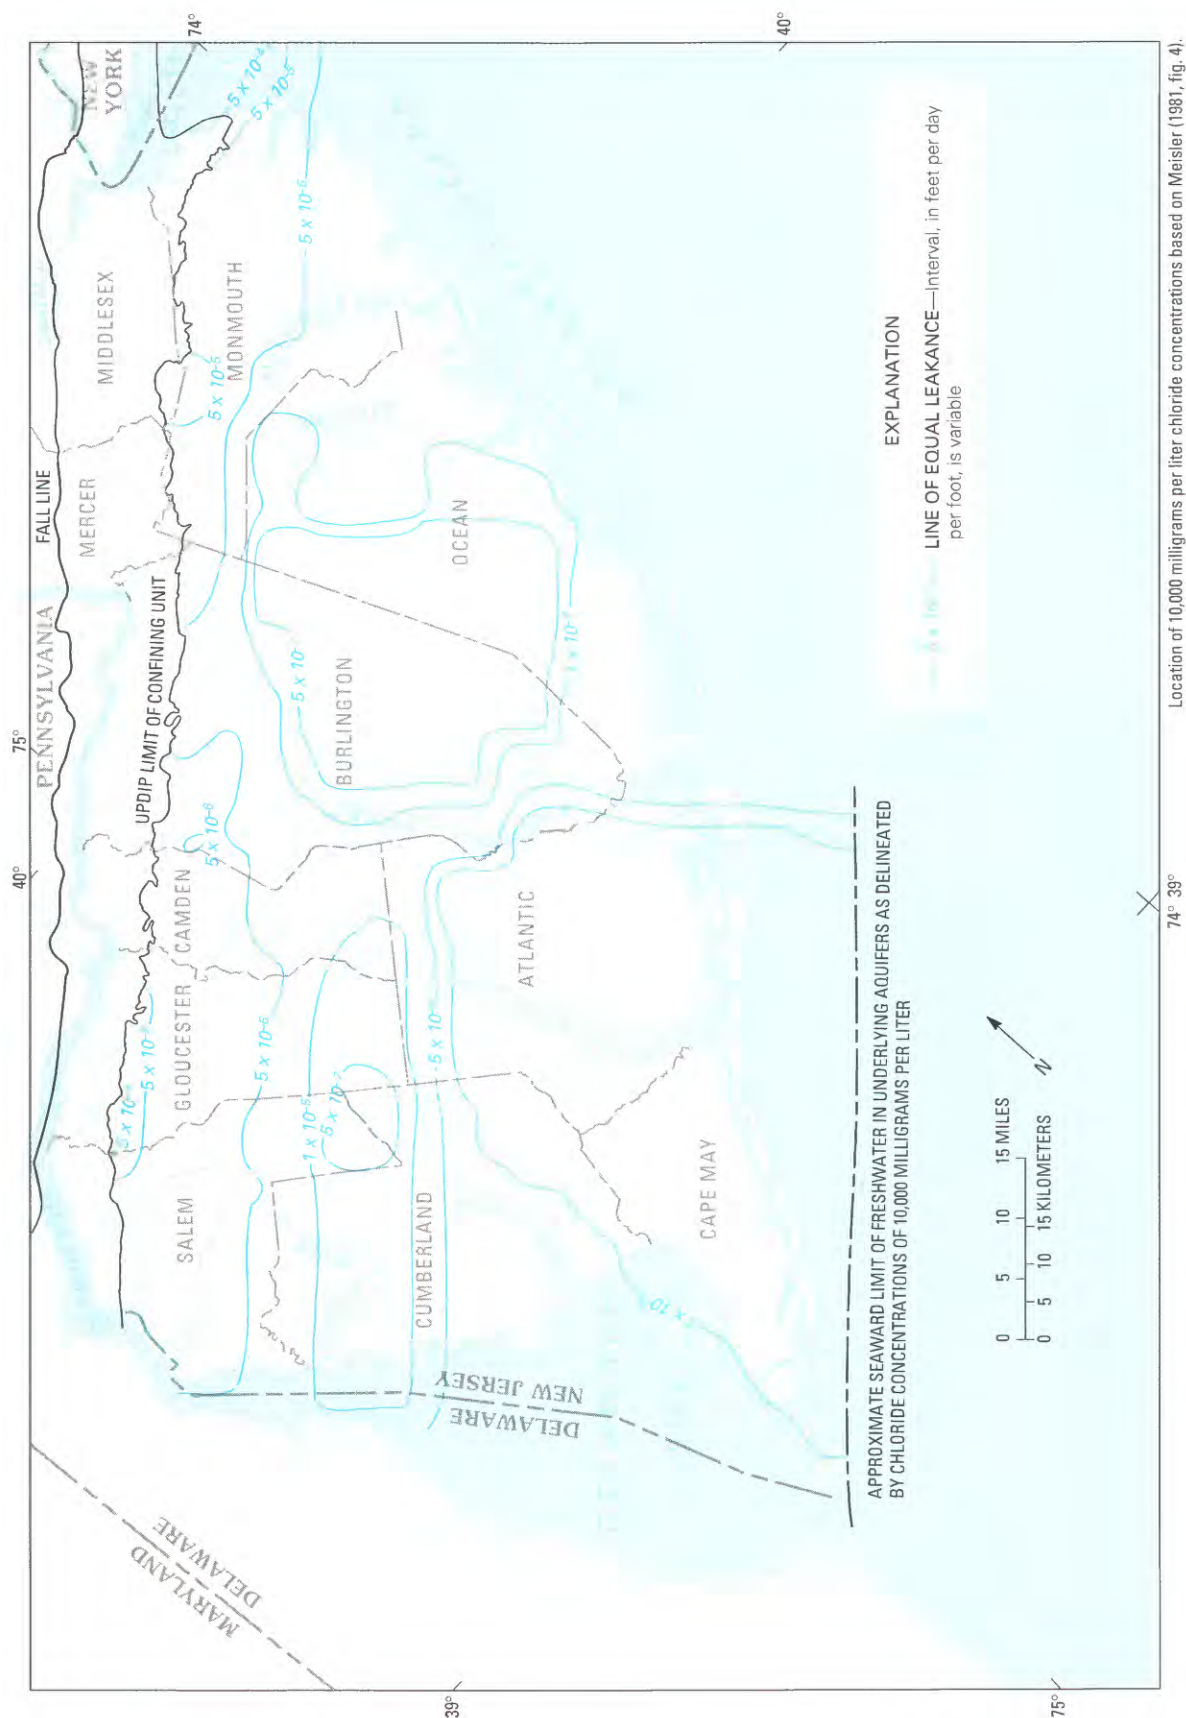 74°
40°
NEW
YORK
5 x 10⁻⁴
5 x 10⁻⁵
5 x 10⁻⁶
MIDDLESEX
MONMOUTH
5 x 10⁻⁵
FALL LINE
MERCER
OCEAN
PENNSYLVANIA
UPDIP LIMIT OF CONFINING UNIT
75°
BURLINGTON
40°
CAMDEN
5 x 10⁻⁶
GLOUCESTER
5 x 10⁻⁶
ATLANTIC
1 x 10⁻⁵
5 x 10⁻⁷
SALEM
CUMBERLAND
CAPE MAY
NEW JERSEY
DELAWARE
MARYLAND
DELAWARE
39°
75°
74° 39°
EXPLANATION
LINE OF EQUAL LEAKANCE—Interval, in feet per day
per foot, is variable
APPROXIMATE SEAWARD LIMIT OF FRESHWATER IN UNDERLYING AQUIFERS AS DELINEATED
BY CHLORIDE CONCENTRATIONS OF 10,000 MILLIGRAMS PER LITER
N
0 5 10 15 MILES
0 5 10 15 KILOMETERS
Location of 10,000 milligrams per liter chloride concentrations based on Meisler (1981, fig. 4).